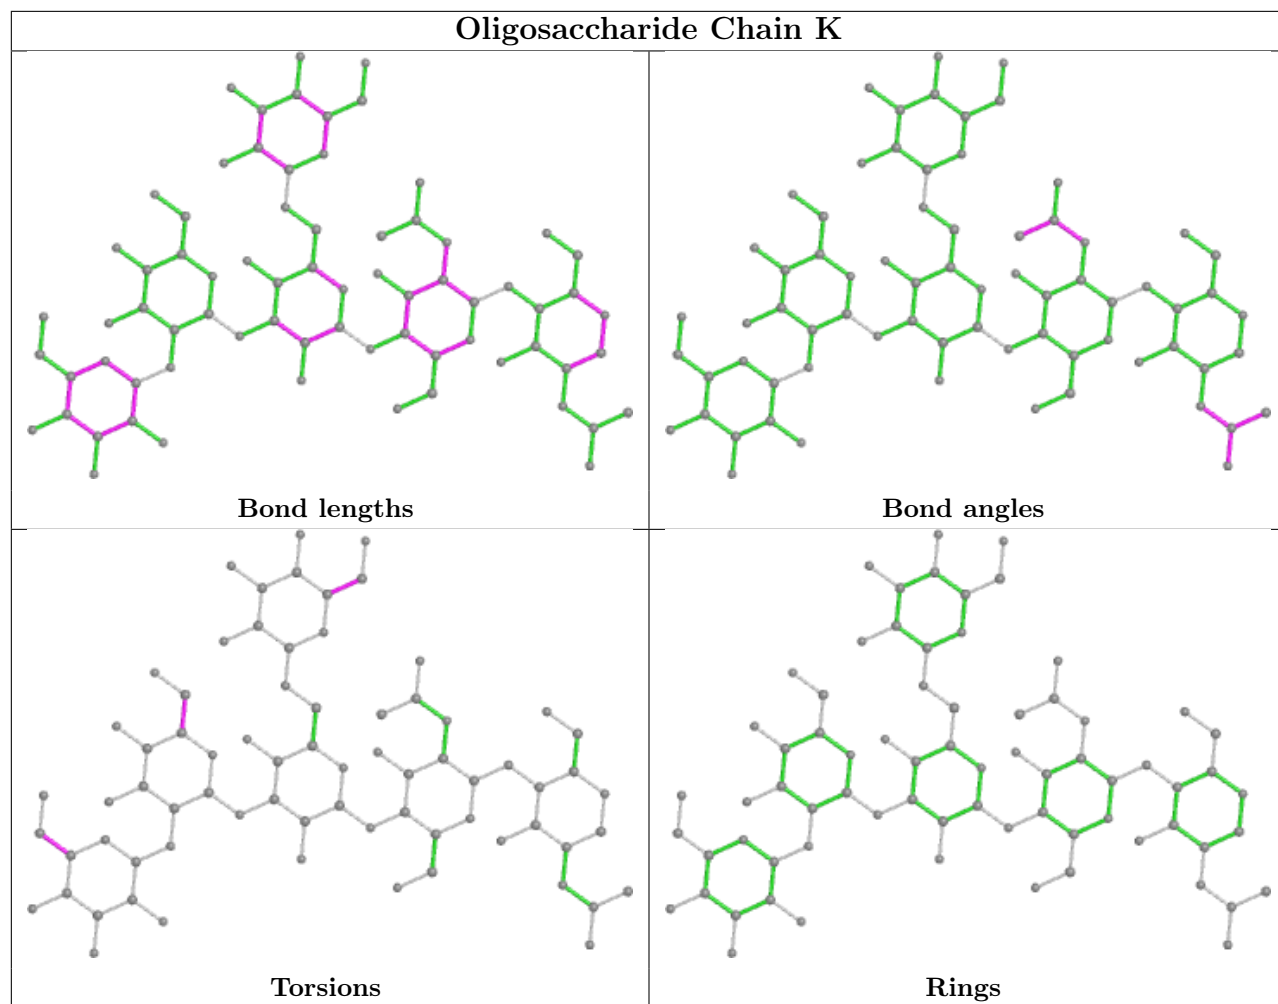 Oligosaccharide Chain K
Bond lengths
Bond angles
Torsions
Rings